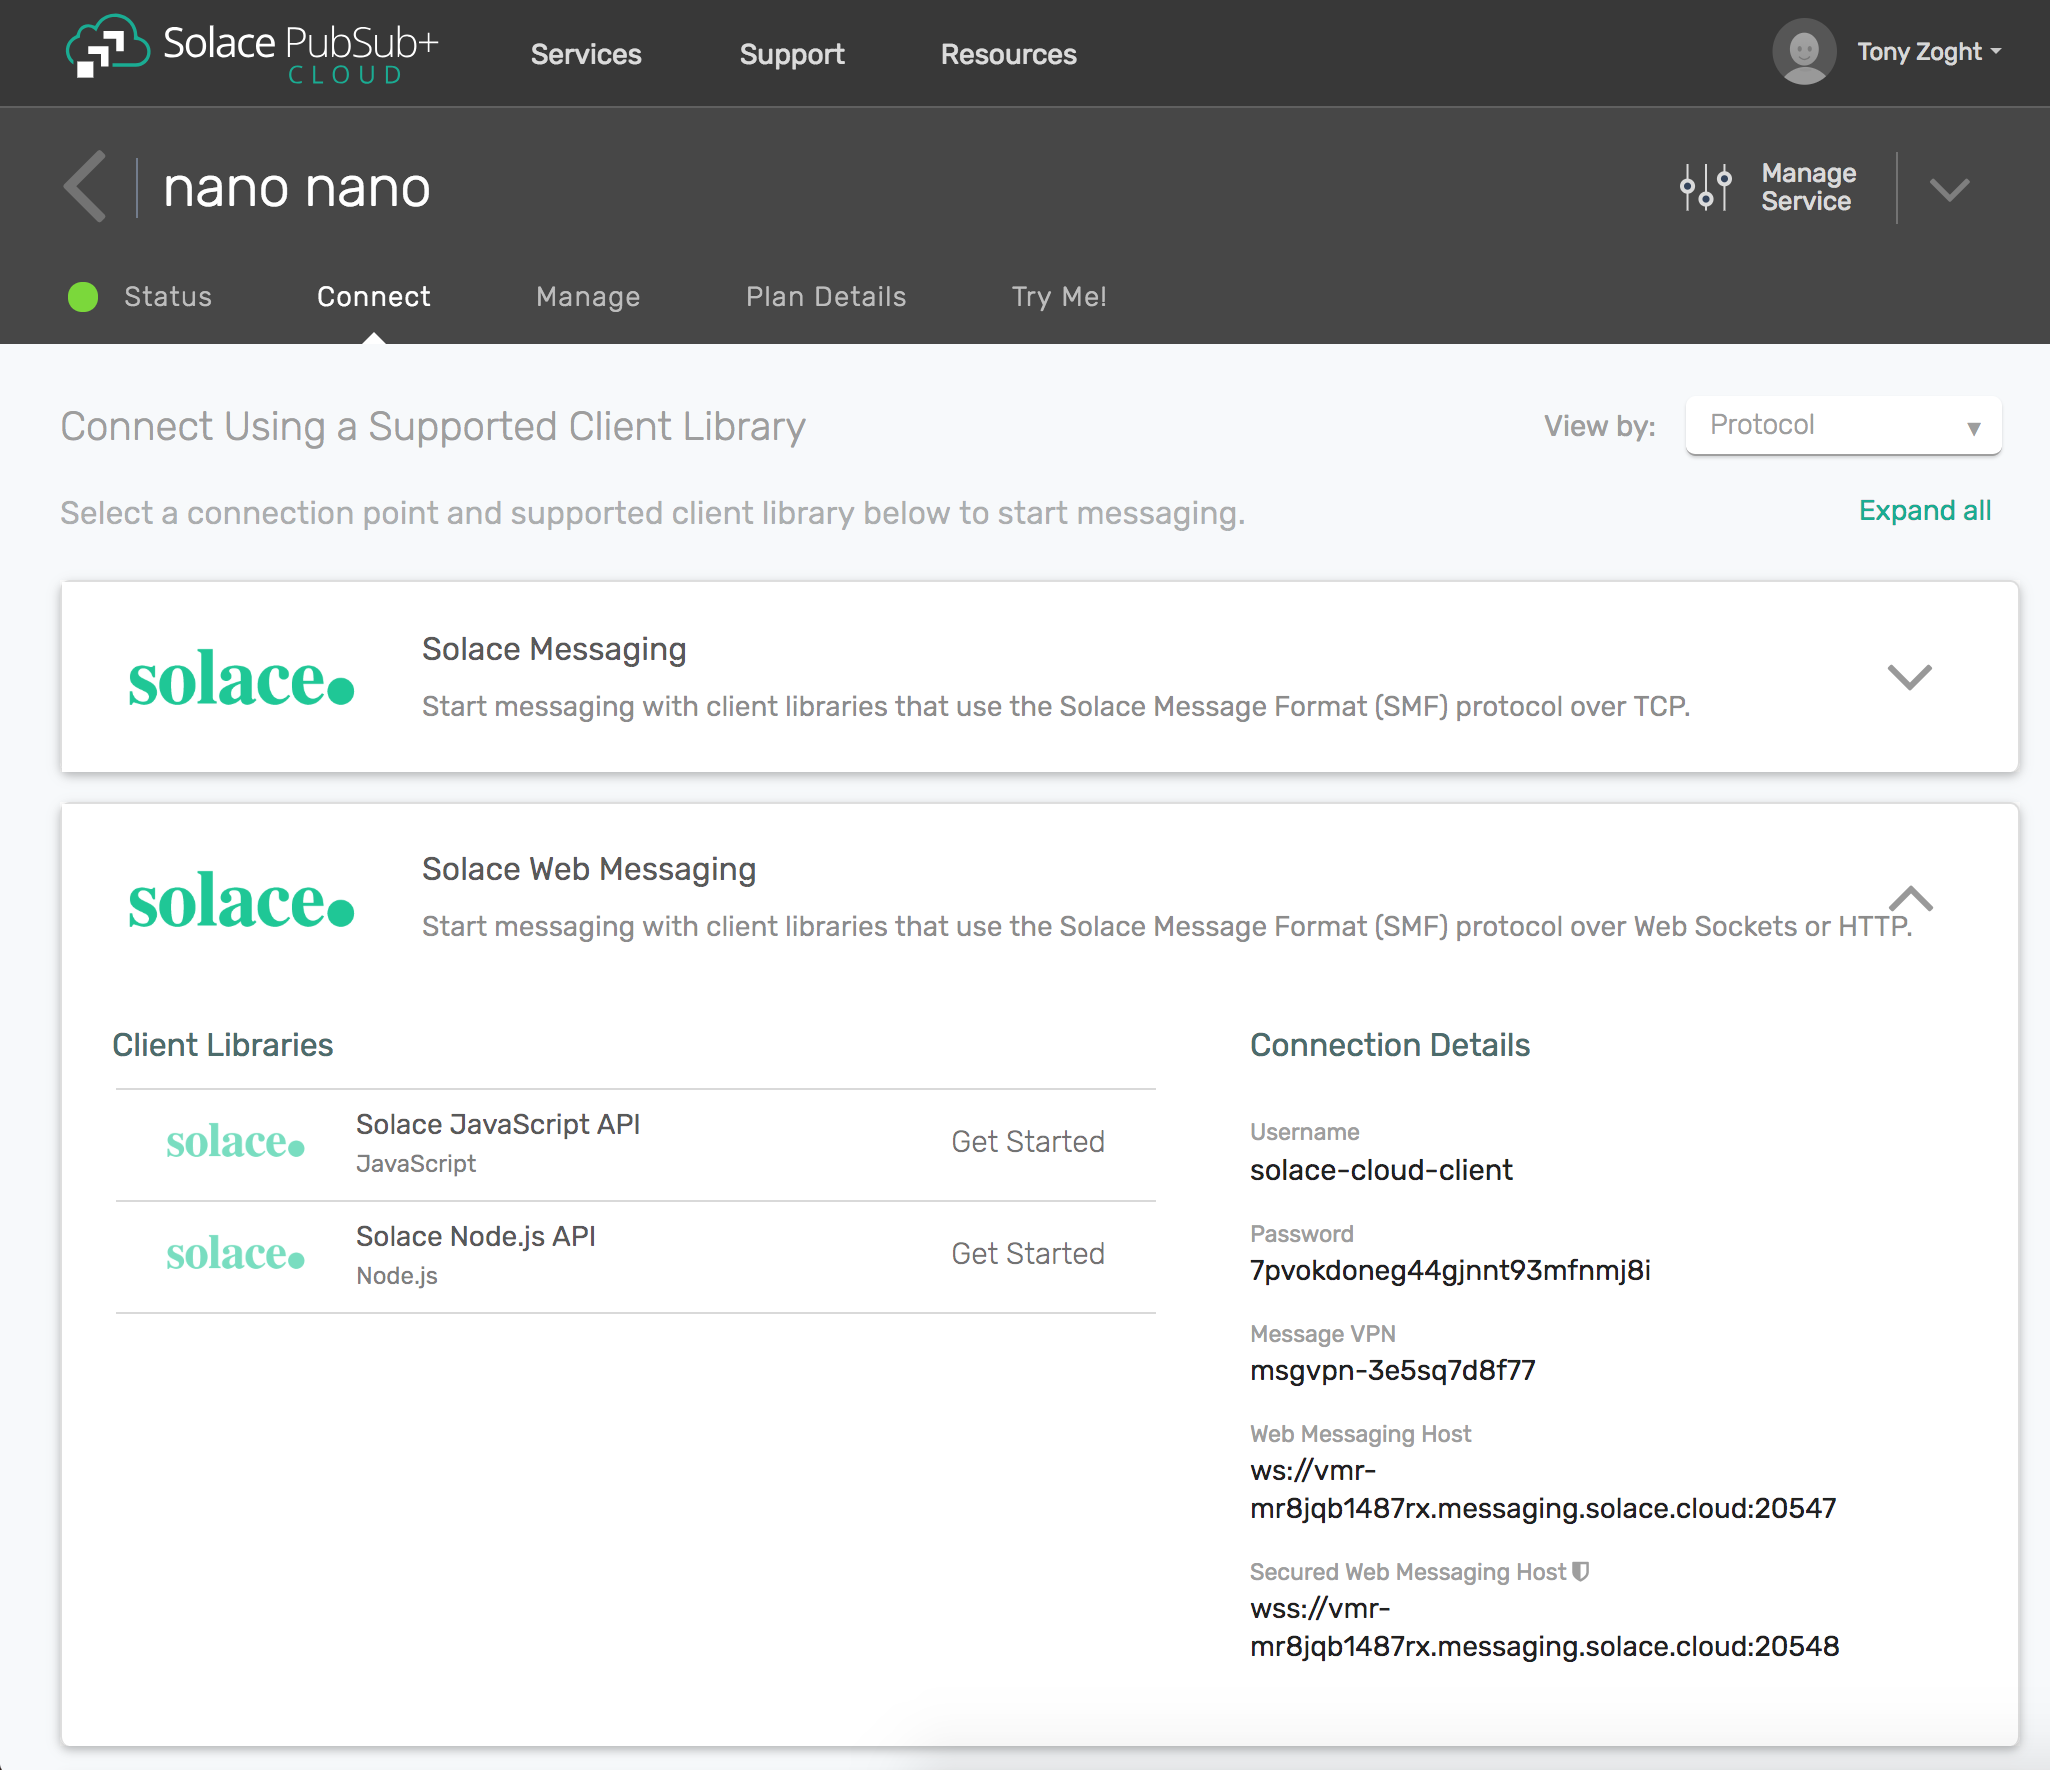 Solace PubSub+
CLOUD
Services
Support
Resources
Tony Zoght
nano nano
Manage
Service
Status
Connect
Manage
Plan Details
Try Me!
Connect Using a Supported Client Library
View by:
Protocol
Select a connection point and supported client library below to start messaging.
Expand all
solace.
Solace Messaging
Start messaging with client libraries that use the Solace Message Format (SMF) protocol over TCP.
solace.
Solace Web Messaging
Start messaging with client libraries that use the Solace Message Format (SMF) protocol over Web Sockets or HTTP.
Client Libraries
solace.
Solace JavaScript API
JavaScript
Get Started
solace.
Solace Node.js API
Node.js
Get Started
Connection Details
Username
solace-cloud-client
Password
7pvokdoneg44gjnnt93mfnmj8i
Message VPN
msgvpn-3e5sq7d8f77
Web Messaging Host
ws://vmr-
mr8jqb1487rx.messaging.solace.cloud:20547
Secured Web Messaging Host
wss://vmr-
mr8jqb1487rx.messaging.solace.cloud:20548